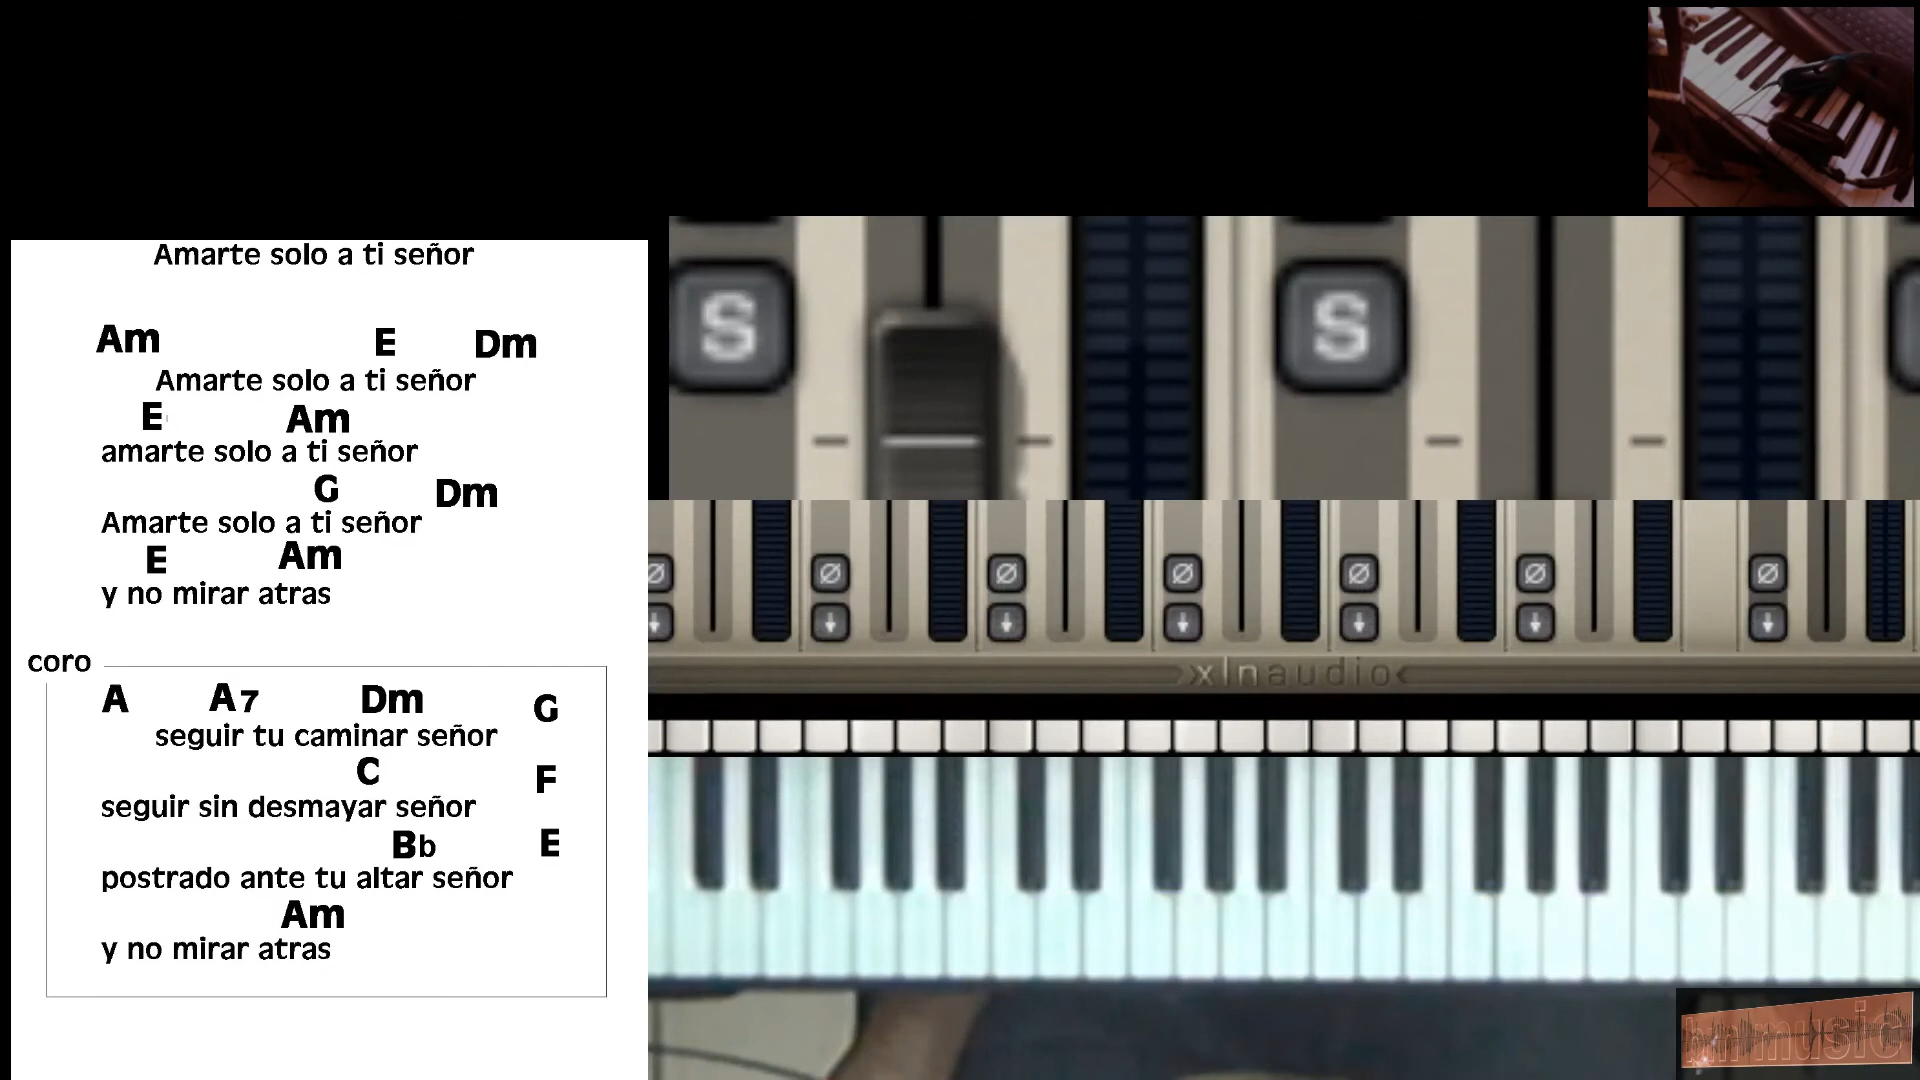 Amarte solo a ti señor
Am E Dm
Amarte solo a ti señor
E Am
amarte solo a ti señor
G Dm
Amarte solo a ti señor
E Am
y no mirar atras
coro
A A7 Dm G
seguir tu caminar señor
C F
seguir sin desmayar señor
Bb E
postrado ante tu altar señor
Am
y no mirar atras
S S
Ø Ø Ø Ø Ø Ø Ø
xlnaudio
music